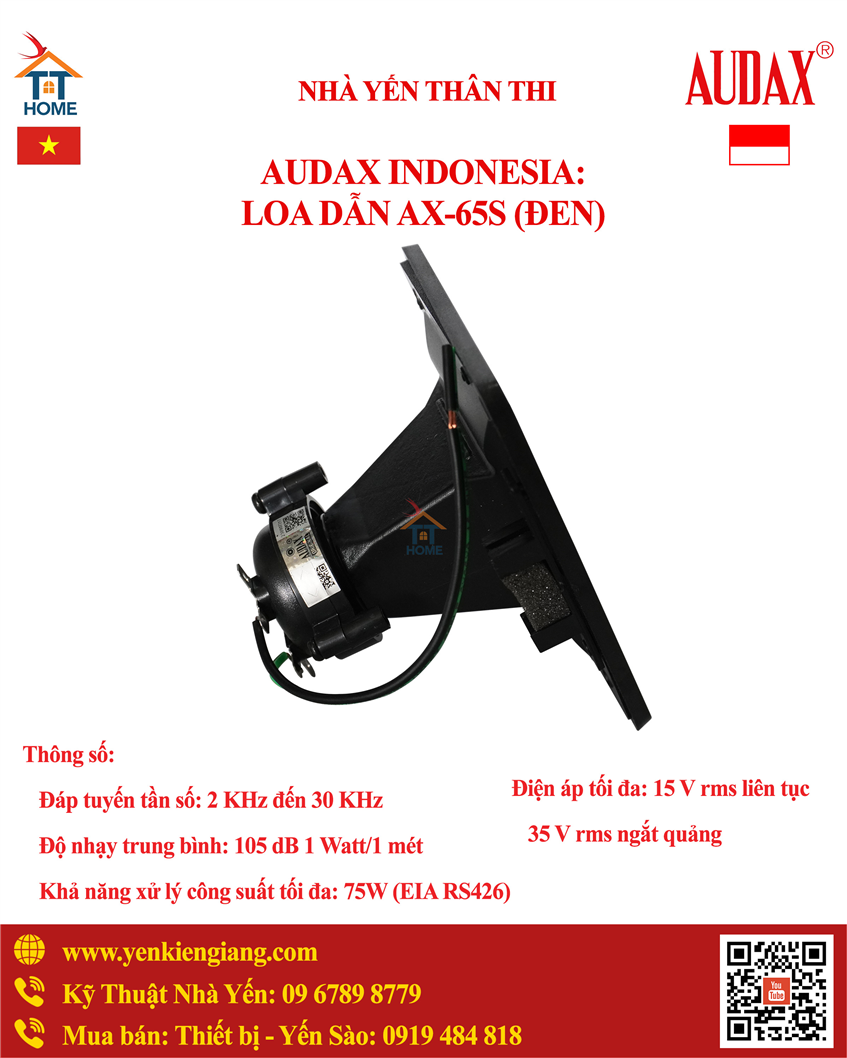 TT
HOME
NHÀ YẾN THÂN THI
AUDAX®
AUDAX INDONESIA:
LOA DẪN AX-65S (ĐEN)
AUDAX
TT
HOME
Thông số:
Đáp tuyến tần số: 2 KHz đến 30 KHz
Độ nhạy trung bình: 105 dB 1 Watt/1 mét
Khả năng xử lý công suất tối đa: 75W (EIA RS426)
Điện áp tối đa: 15 V rms liên tục
35 V rms ngắt quảng
www.yenkiengiang.com
Kỹ Thuật Nhà Yến: 09 6789 8779
Mua bán: Thiết bị - Yến Sào: 0919 484 818
You
Tube